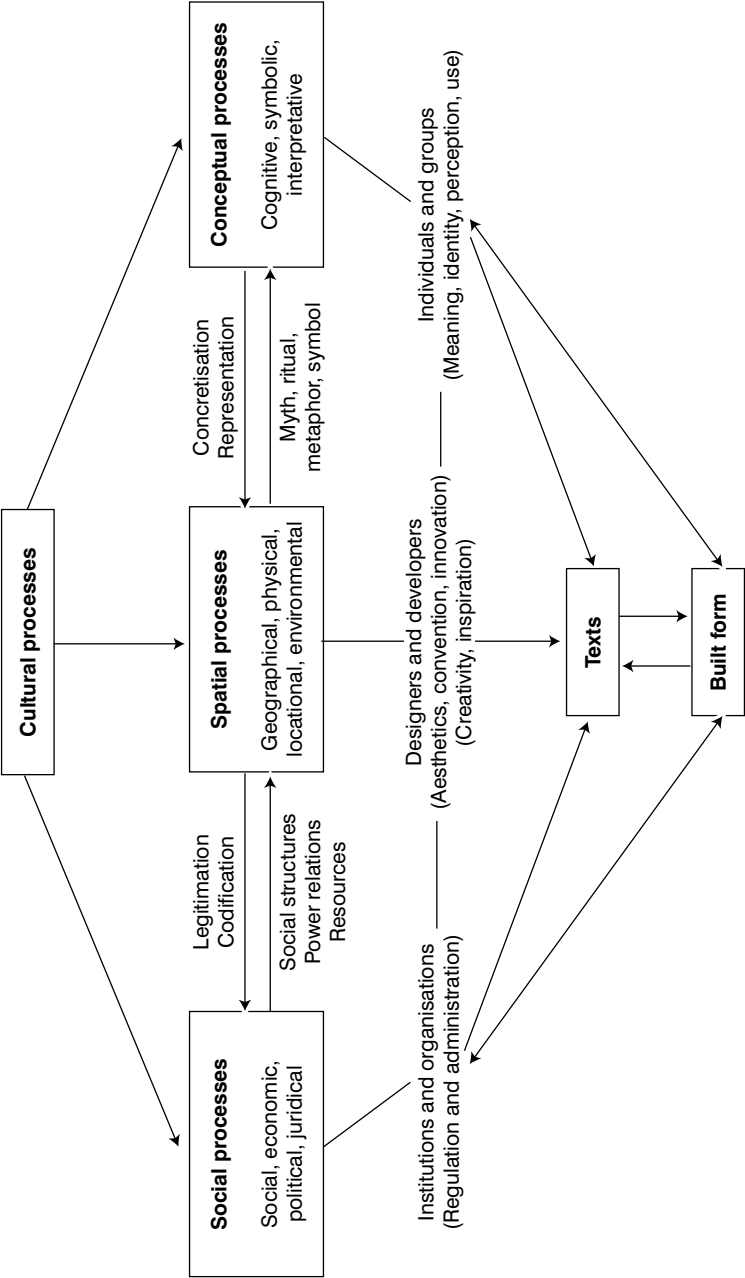 Cultural processes
Social processes
Social, economic,
political, juridical
Legitimation
Codification
Social structures
Power relations
Resources
Spatial processes
Geographical, physical,
locational, environmental
Concretisation
Representation
Myth, ritual,
metaphor, symbol
Conceptual processes
Cognitive, symbolic,
interpretative
Institutions and organisations
(Regulation and administration)
Designers and developers
(Aesthetics, convention, innovation)
(Creativity, inspiration)
Individuals and groups
(Meaning, identity, perception, use)
Texts
Built form